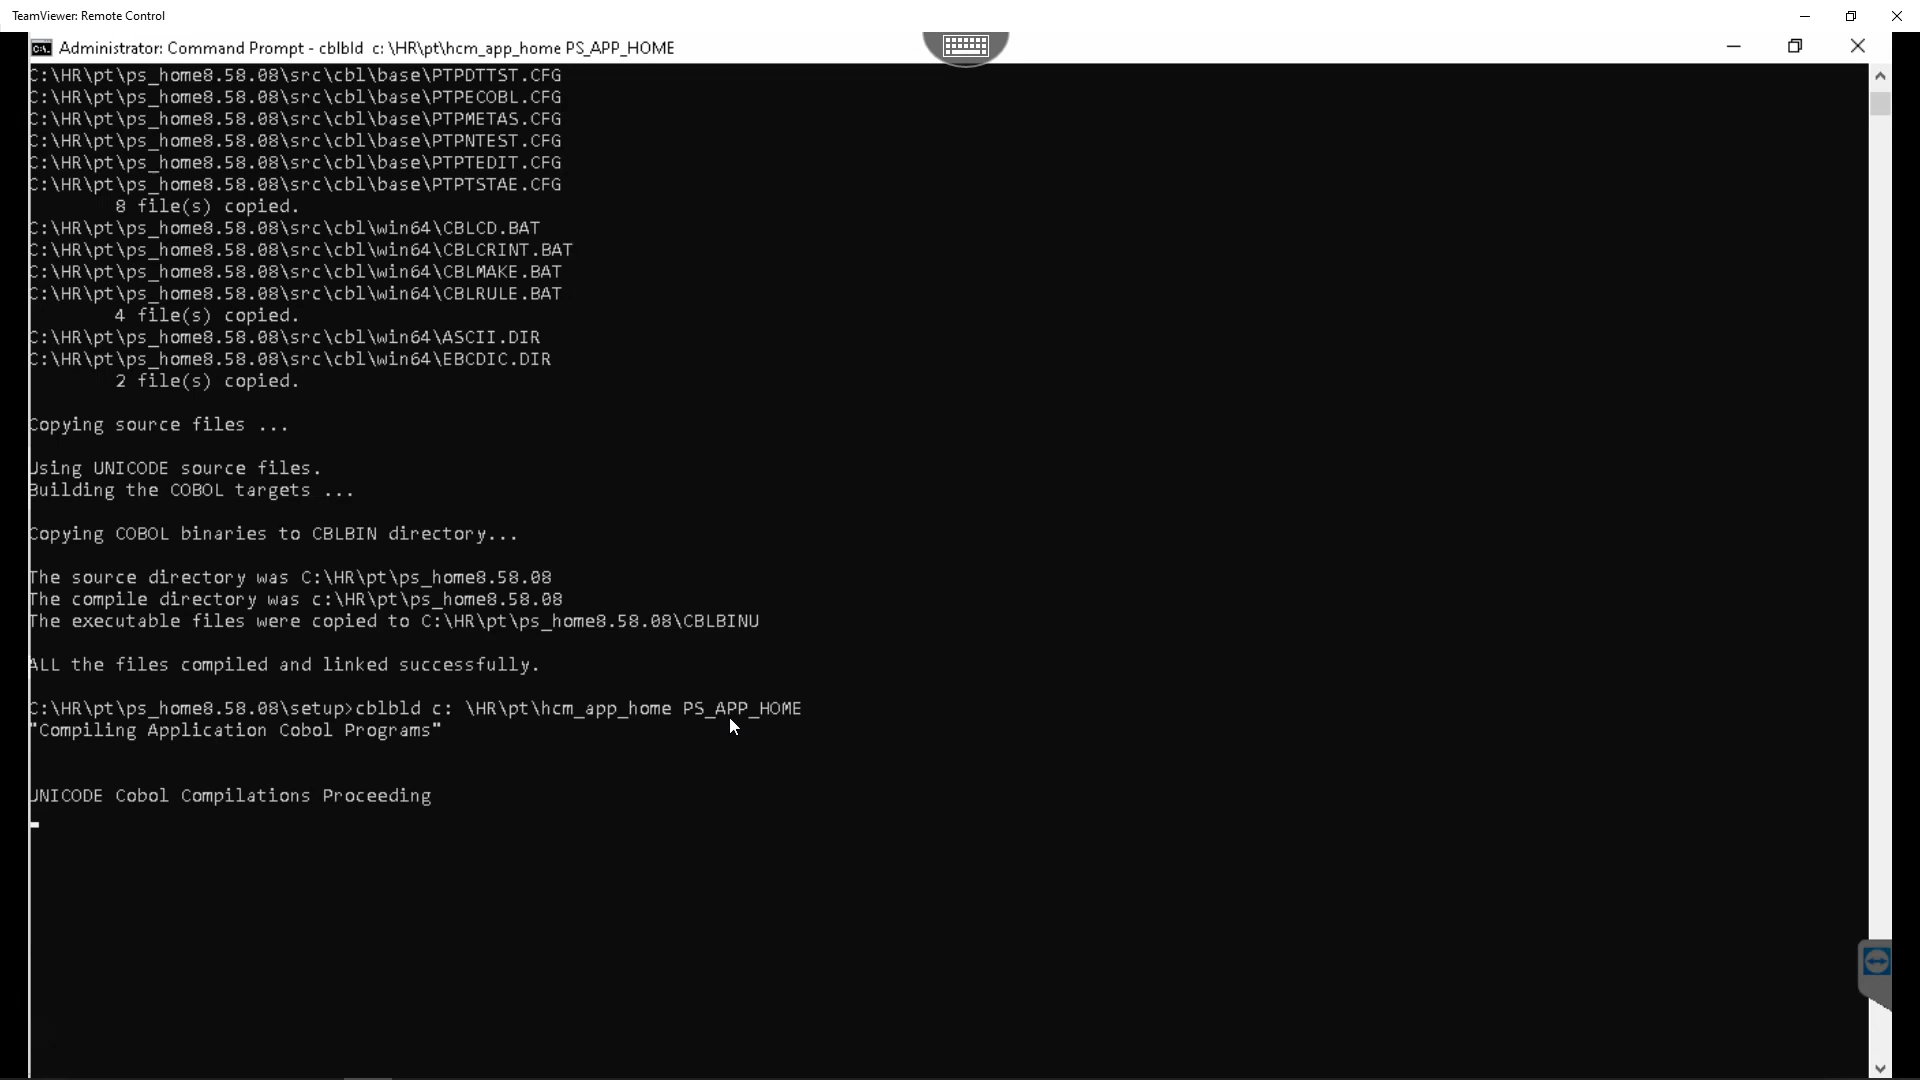 TeamViewer: Remote Control
Administrator: Command Prompt - cblbld c: \HR\pt\hcm_app_home PS_APP_HOME
C:\HR\pt\ps_home8.58.08\src\cbl\base\PTPDTTST.CFG
C:\HR\pt\ps_home8.58.08\src\cbl\base\PTPECOBL.CFG
C:\HR\pt\ps_home8.58.08\src\cbl\base\PTPMETAS.CFG
C:\HR\pt\ps_home8.58.08\src\cbl\base\PTPNTEST.CFG
C:\HR\pt\ps_home8.58.08\src\cbl\base\PTPTEDIT.CFG
C:\HR\pt\ps_home8.58.08\src\cbl\base\PTPTSTAE.CFG
8 file(s) copied.
C:\HR\pt\ps_home8.58.08\src\cbl\win64\CBLCD.BAT
C:\HR\pt\ps_home8.58.08\src\cbl\win64\CBLCRINT.BAT
C:\HR\pt\ps_home8.58.08\src\cbl\win64\CBLMAKE.BAT
C:\HR\pt\ps_home8.58.08\src\cbl\win64\CBLRULE.BAT
4 file(s) copied.
C:\HR\pt\ps_home8.58.08\src\cbl\win64\ASCII.DIR
C:\HR\pt\ps_home8.58.08\src\cbl\win64\EBCDIC.DIR
2 file(s) copied.
Copying source files ...
Using UNICODE source files.
Building the COBOL targets ...
Copying COBOL binaries to CBLBIN directory...
The source directory was C:\HR\pt\ps_home8.58.08
The compile directory was c:\HR\pt\ps_home8.58.08
The executable files were copied to C:\HR\pt\ps_home8.58.08\CBLBINU
ALL the files compiled and linked successfully.
C:\HR\pt\ps_home8.58.08\setup>cblbld c: \HR\pt\hcm_app_home PS_APP_HOME
"Compiling Application Cobol Programs"
UNICODE Cobol Compilations Proceeding